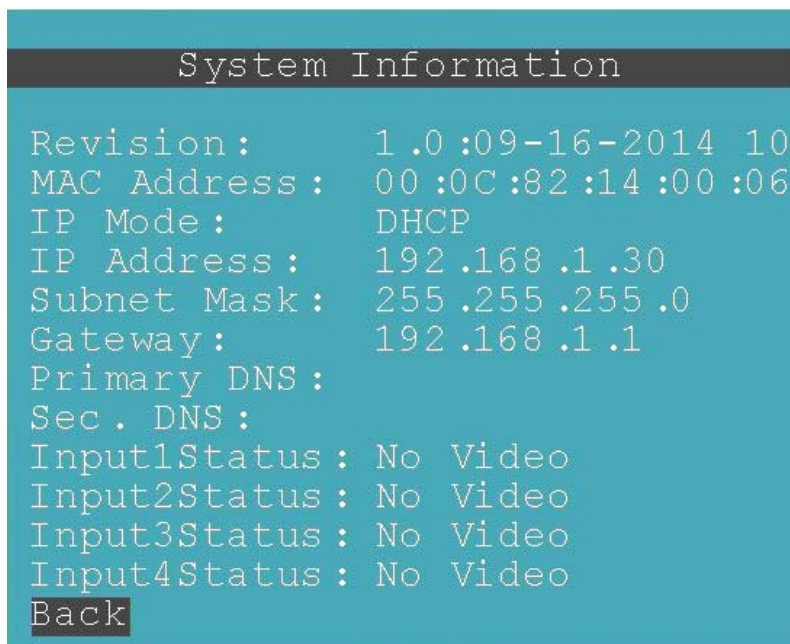 System Information
Revision: 1.0:09-16-2014 10
MAC Address: 00:0C:82:14:00:06
IP Mode: DHCP
IP Address: 192.168.1.30
Subnet Mask: 255.255.255.0
Gateway: 192.168.1.1
Primary DNS:
Sec. DNS:
Input1Status: No Video
Input2Status: No Video
Input3Status: No Video
Input4Status: No Video
Back